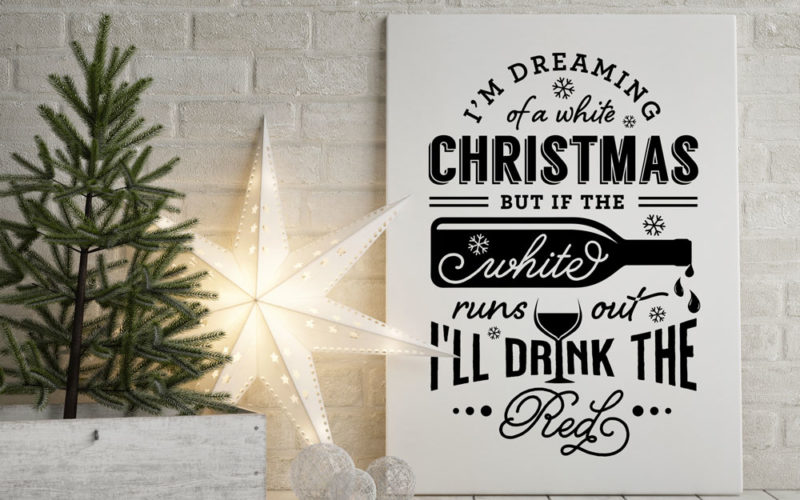 I'M DREAMING
of a white
CHRISTMAS
BUT IF THE
white
runs out
I'LL DRINK THE
Red